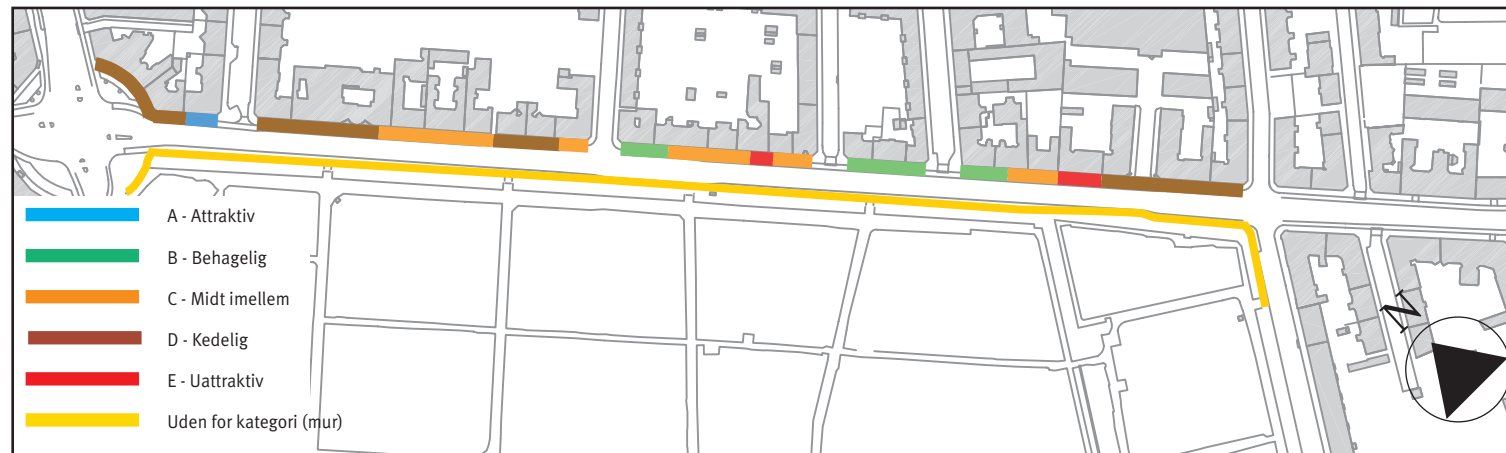 A - Attraktiv
B - Behagelig
C - Midt imellem
D - Kedelig
E - Uattraktiv
Uden for kategori (mur)
N